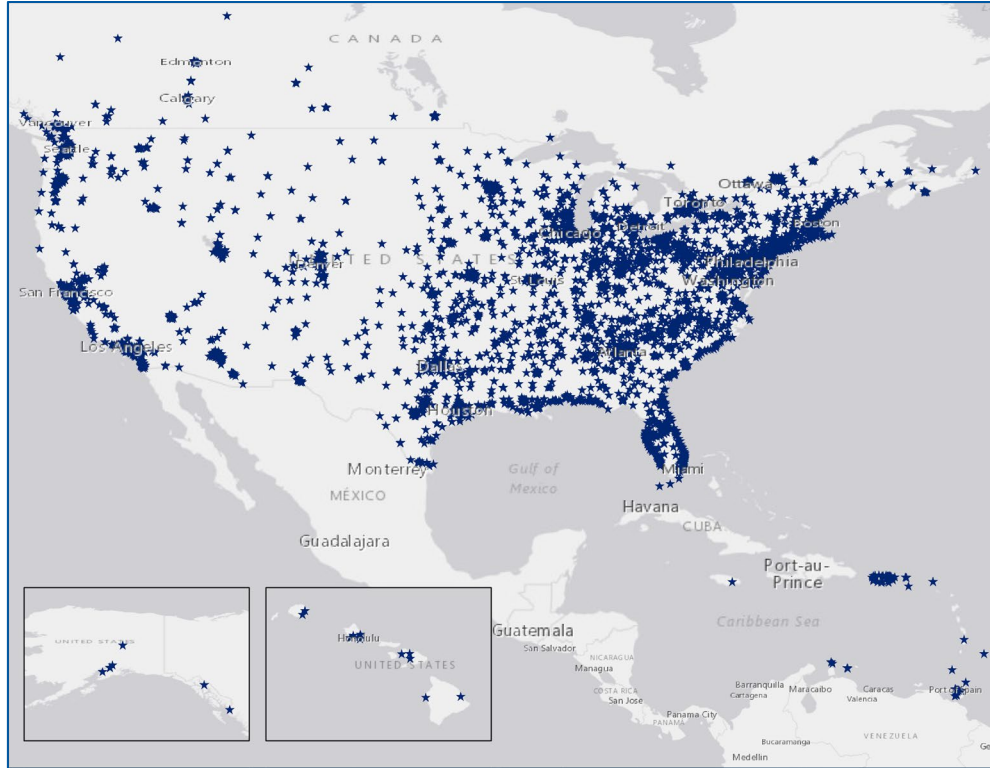 CANADA
Edmonton
Calgary
Vancouver
Seattle
Ottawa
Toronto
Boston
Detroit
Chicago
UNITED STATES
Denver
Philadelphia
St. Louis
Washington
San Francisco
Los Angeles
Atlanta
Dallas
Houston
Monterrey
Miami
Gulf of
Mexico
MÉXICO
Havana
CUBA
Guadalajara
Port-au-
Prince
Caribbean Sea
UNITED STATES
Honolulu
UNITED STATES
Guatemala
San Salvador
NICARAGUA
Managua
COSTA RICA
San Jose
PANAMA
Panama City
Barranquilla
Cartagena
Maracaibo
Caracas
Valencia
Port of Spain
VENEZUELA
Bucaramanga
Medellin
Ge